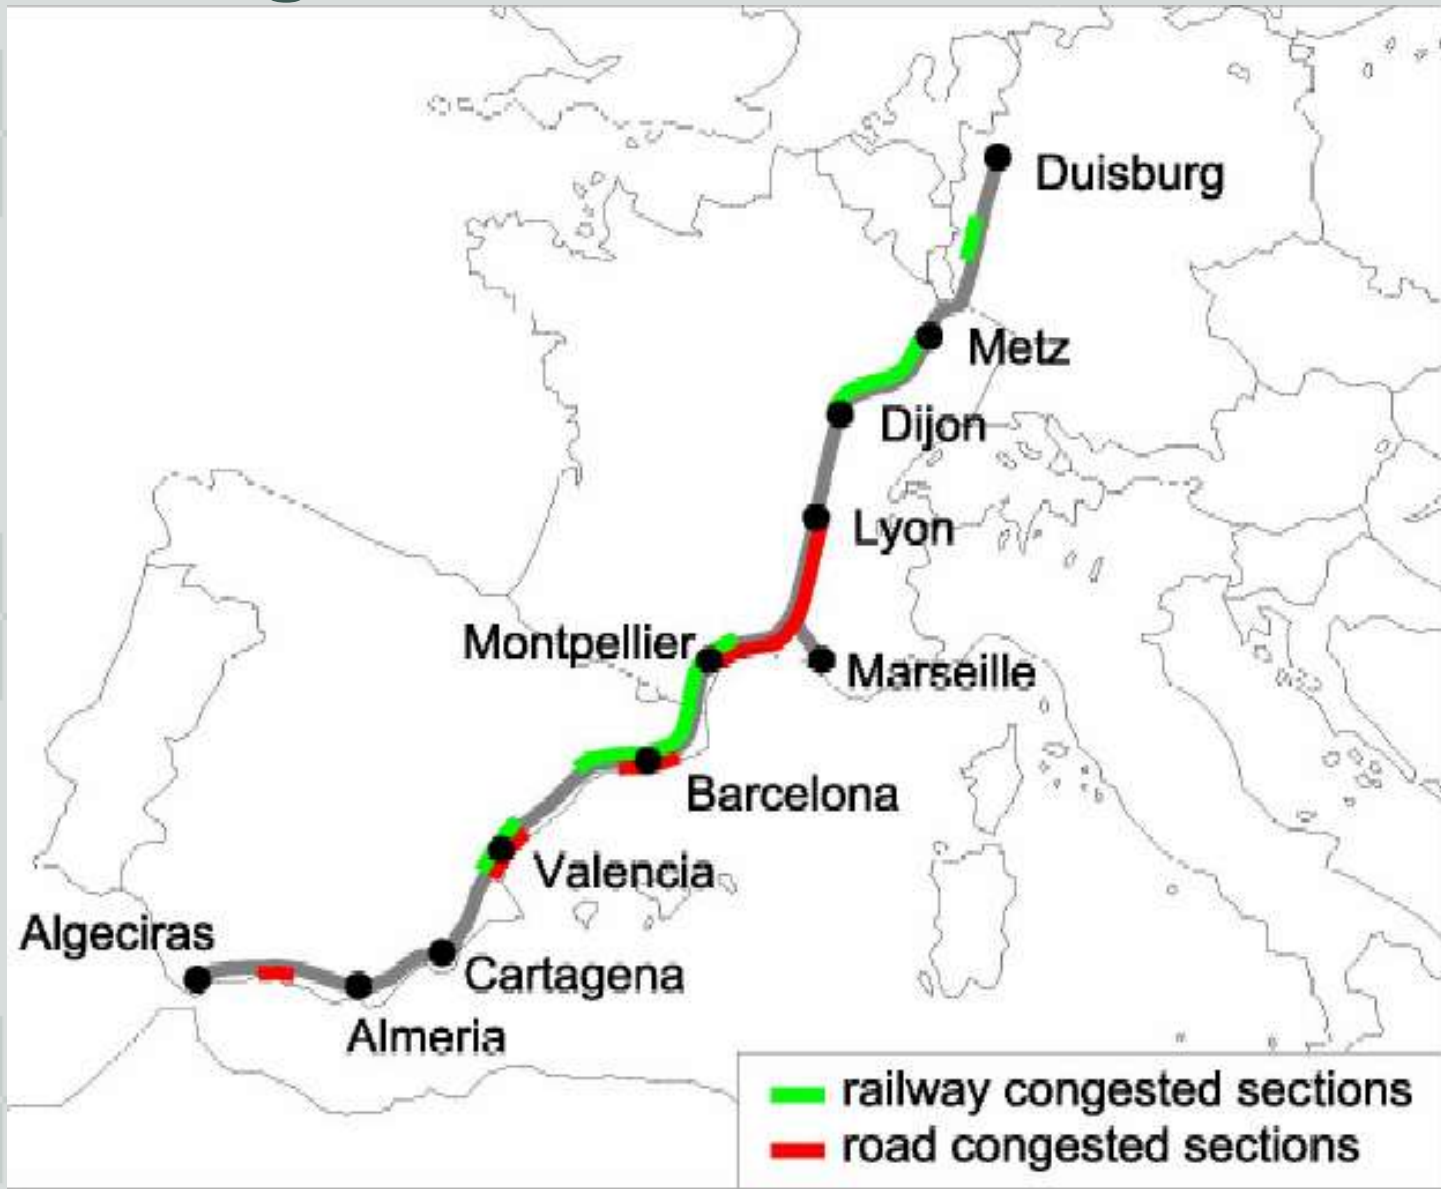 Duisburg
Metz
Dijon
Lyon
Montpellier
Marseille
Barcelona
Valencia
Algeciras
Cartagena
Almeria
railway congested sections
road congested sections